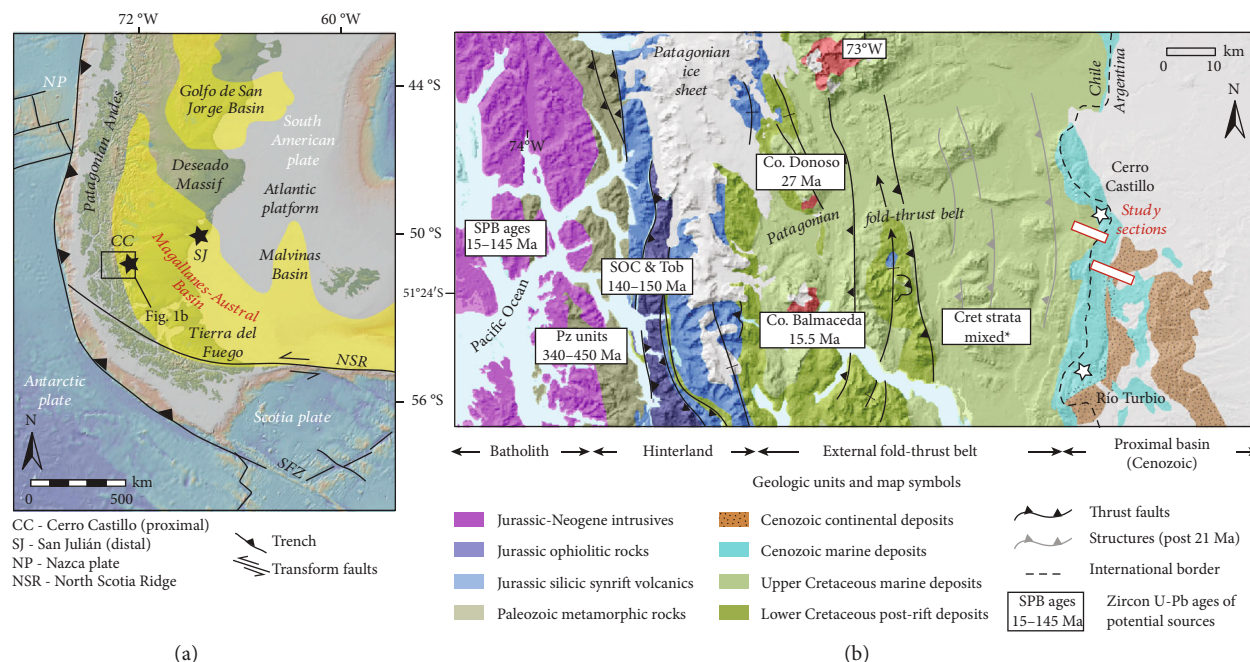 72 °W
60 °W
NP
44 °S
Golfo de San
Jorge Basin
South
American
plate
Patagonian Andes
Deseado
Massif
Atlantic
platform
50 °S
CC
SJ
Magallanes-Austral
Basin
Malvinas
Basin
Fig. 1b
Tierra del
Fuego
NSR
Antarctic
plate
Scotia plate
56 °S
N
SFZ
km
0
500
CC - Cerro Castillo (proximal)
SJ - San Julián (distal)
NP - Nazca plate
NSR - North Scotia Ridge
Trench
Transform faults
(a)
Patagonian
ice
sheet
73°W
Chile
Argentina
km
0
10
N
74°W
Co. Donoso
27 Ma
Cerro
Castillo
Study
sections
Patagonian
fold-thrust belt
SPB ages
15–145 Ma
SOC & Tob
140–150 Ma
51°24'S
Pacific Ocean
Pz units
340–450 Ma
Co. Balmaceda
15.5 Ma
Cret strata
mixed*
Río Turbio
Batholith
Hinterland
External fold-thrust belt
Proximal basin
(Cenozoic)
Geologic units and map symbols
Jurassic-Neogene intrusives
Jurassic ophiolitic rocks
Jurassic silicic synrift volcanics
Paleozoic metamorphic rocks
Cenozoic continental deposits
Cenozoic marine deposits
Upper Cretaceous marine deposits
Lower Cretaceous post-rift deposits
Thrust faults
Structures (post 21 Ma)
International border
SPB ages
15–145 Ma
Zircon U-Pb ages of
potential sources
(b)